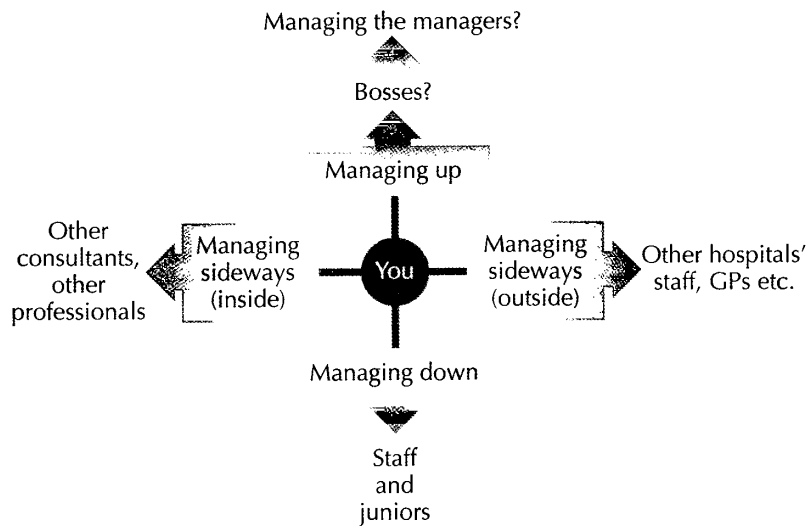 Managing the managers?
Bosses?
Managing up
Other
consultants,
other
professionals
Managing
sideways
(inside)
You
Managing
sideways
(outside)
Other hospitals'
staff, GPs etc.
Managing down
Staff
and
juniors